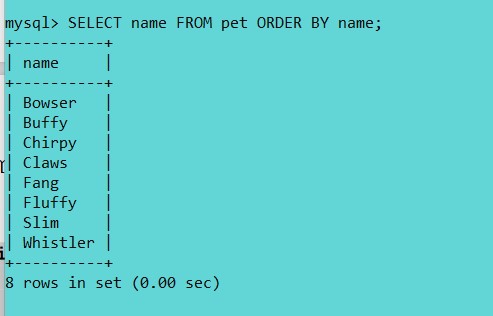 mysql> SELECT name FROM pet ORDER BY name;
+----------+
| name     |
+----------+
| Bowser   |
| Buffy    |
| Chirpy   |
| Claws    |
| Fang     |
| Fluffy   |
| Slim     |
| Whistler |
+----------+
8 rows in set (0.00 sec)